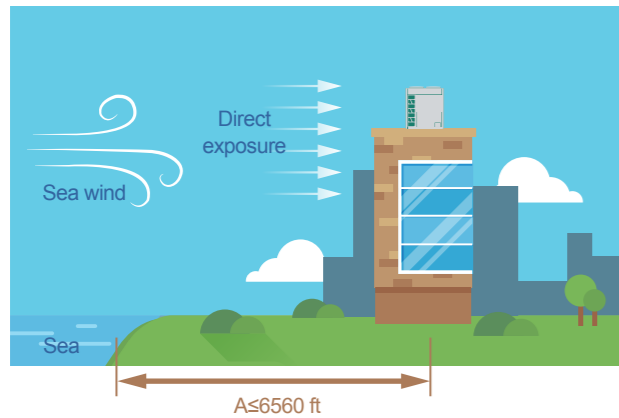 Direct
exposure
Sea wind
Sea
A≤6560 ft